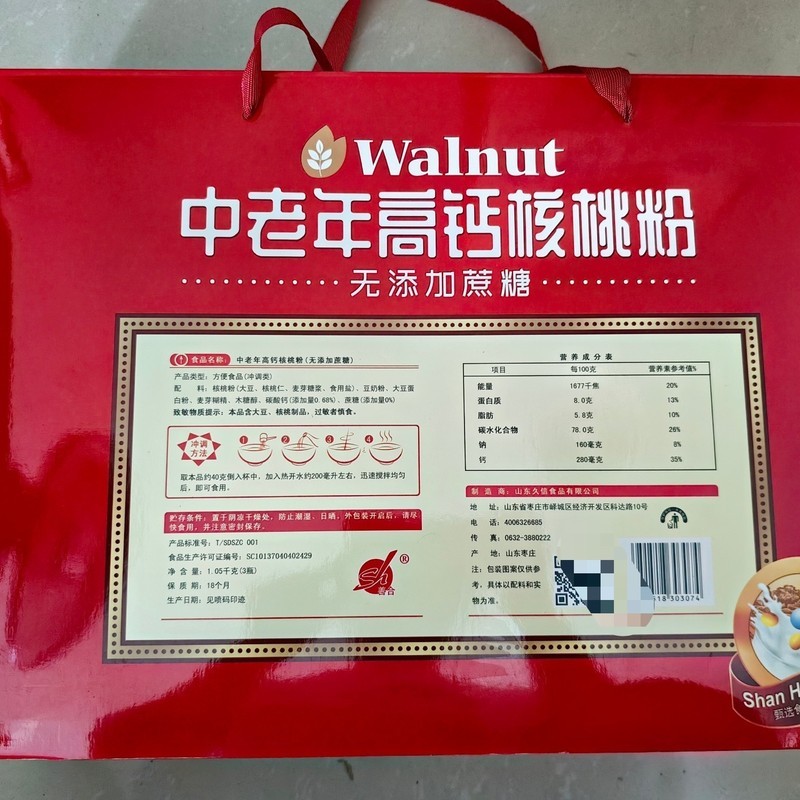 Walnut
中老年高钙核桃粉
无添加蔗糖
食品名称: 中老年高钙核桃粉(无添加蔗糖)
产品类型: 方便食品(冲调类)
配 料: 核桃粉(大豆、核桃仁、麦芽糖浆、食用盐)、豆奶粉、大豆蛋
白粉、麦芽糊精、木糖醇、碳酸钙(添加量0.68%)、蔗糖(添加量0%)
致敏物质提示: 本品含大豆、核桃制品, 过敏者慎食。
冲调
方法
1 2 3 4
取本品约40克倒入杯中, 加入热开水约200毫升左右, 迅速搅拌均匀
后, 即可食用。
贮存条件: 置于阴凉干燥处, 防止潮湿、日晒, 外包装开启后, 请尽
快食用, 并注意密封保存。
产品标准号: T/SDSZC 001
食品生产许可证编号: SC10137040402429
净 含 量: 1.05千克(3瓶)
保 质 期: 18个月
生产日期: 见喷码印迹
Sh
善合
®
营养成分表
项目 每100克 营养素参考值%
能量 1677千焦 20%
蛋白质 8.0克 13%
脂肪 5.8克 10%
碳水化合物 78.0克 26%
钠 160毫克 8%
钙 280毫克 35%
制 造 商: 山东久信食品有限公司
地 址: 山东省枣庄市峄城区经济开发区科达路10号
电 话: 4006326685
传 真: 0632-3880222
产 地: 山东枣庄
注: 包装图案仅供参
考, 具体以配料和实
物为准。
618303074
Shan H
甄选食